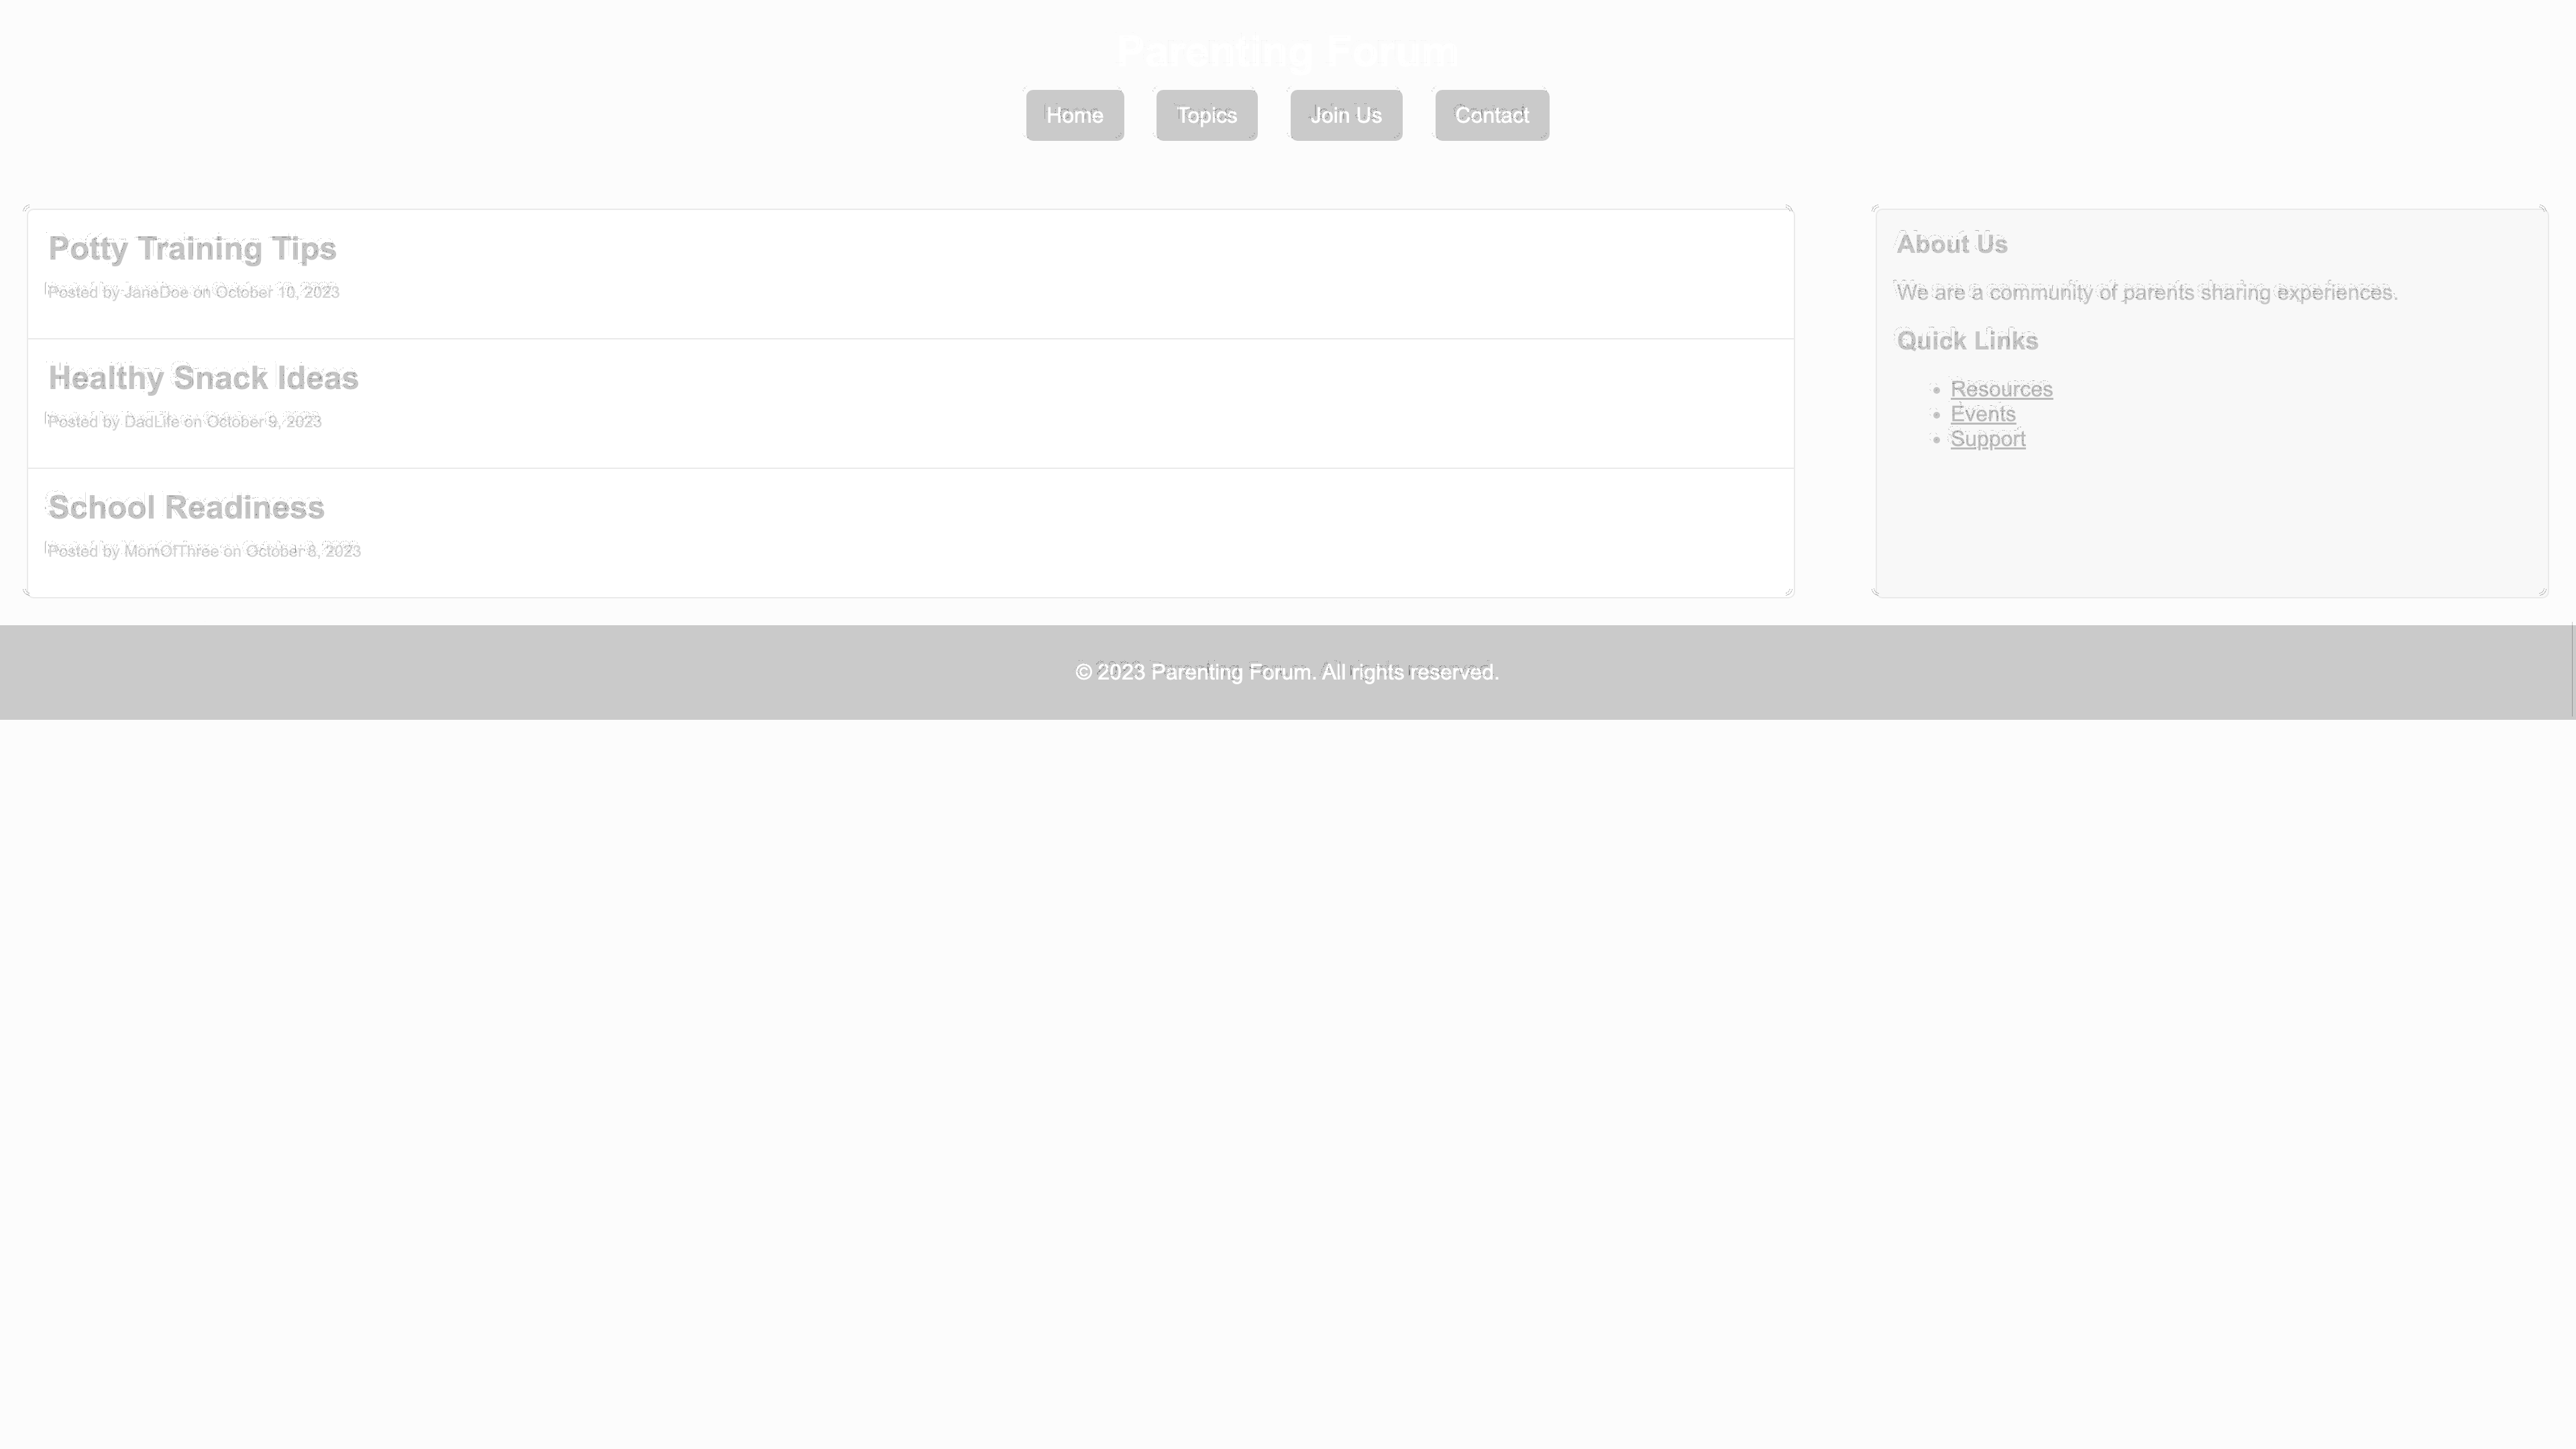 Parenting Forum
Home Topics Join Us Contact
Potty Training Tips
Posted by JaneDoe on October 10, 2023
Healthy Snack Ideas
Posted by DadLife on October 9, 2023
School Readiness
Posted by MomOfThree on October 8, 2023
About Us
We are a community of parents sharing experiences.
Quick Links
Resources
Events
Support
© 2023 Parenting Forum. All rights reserved.